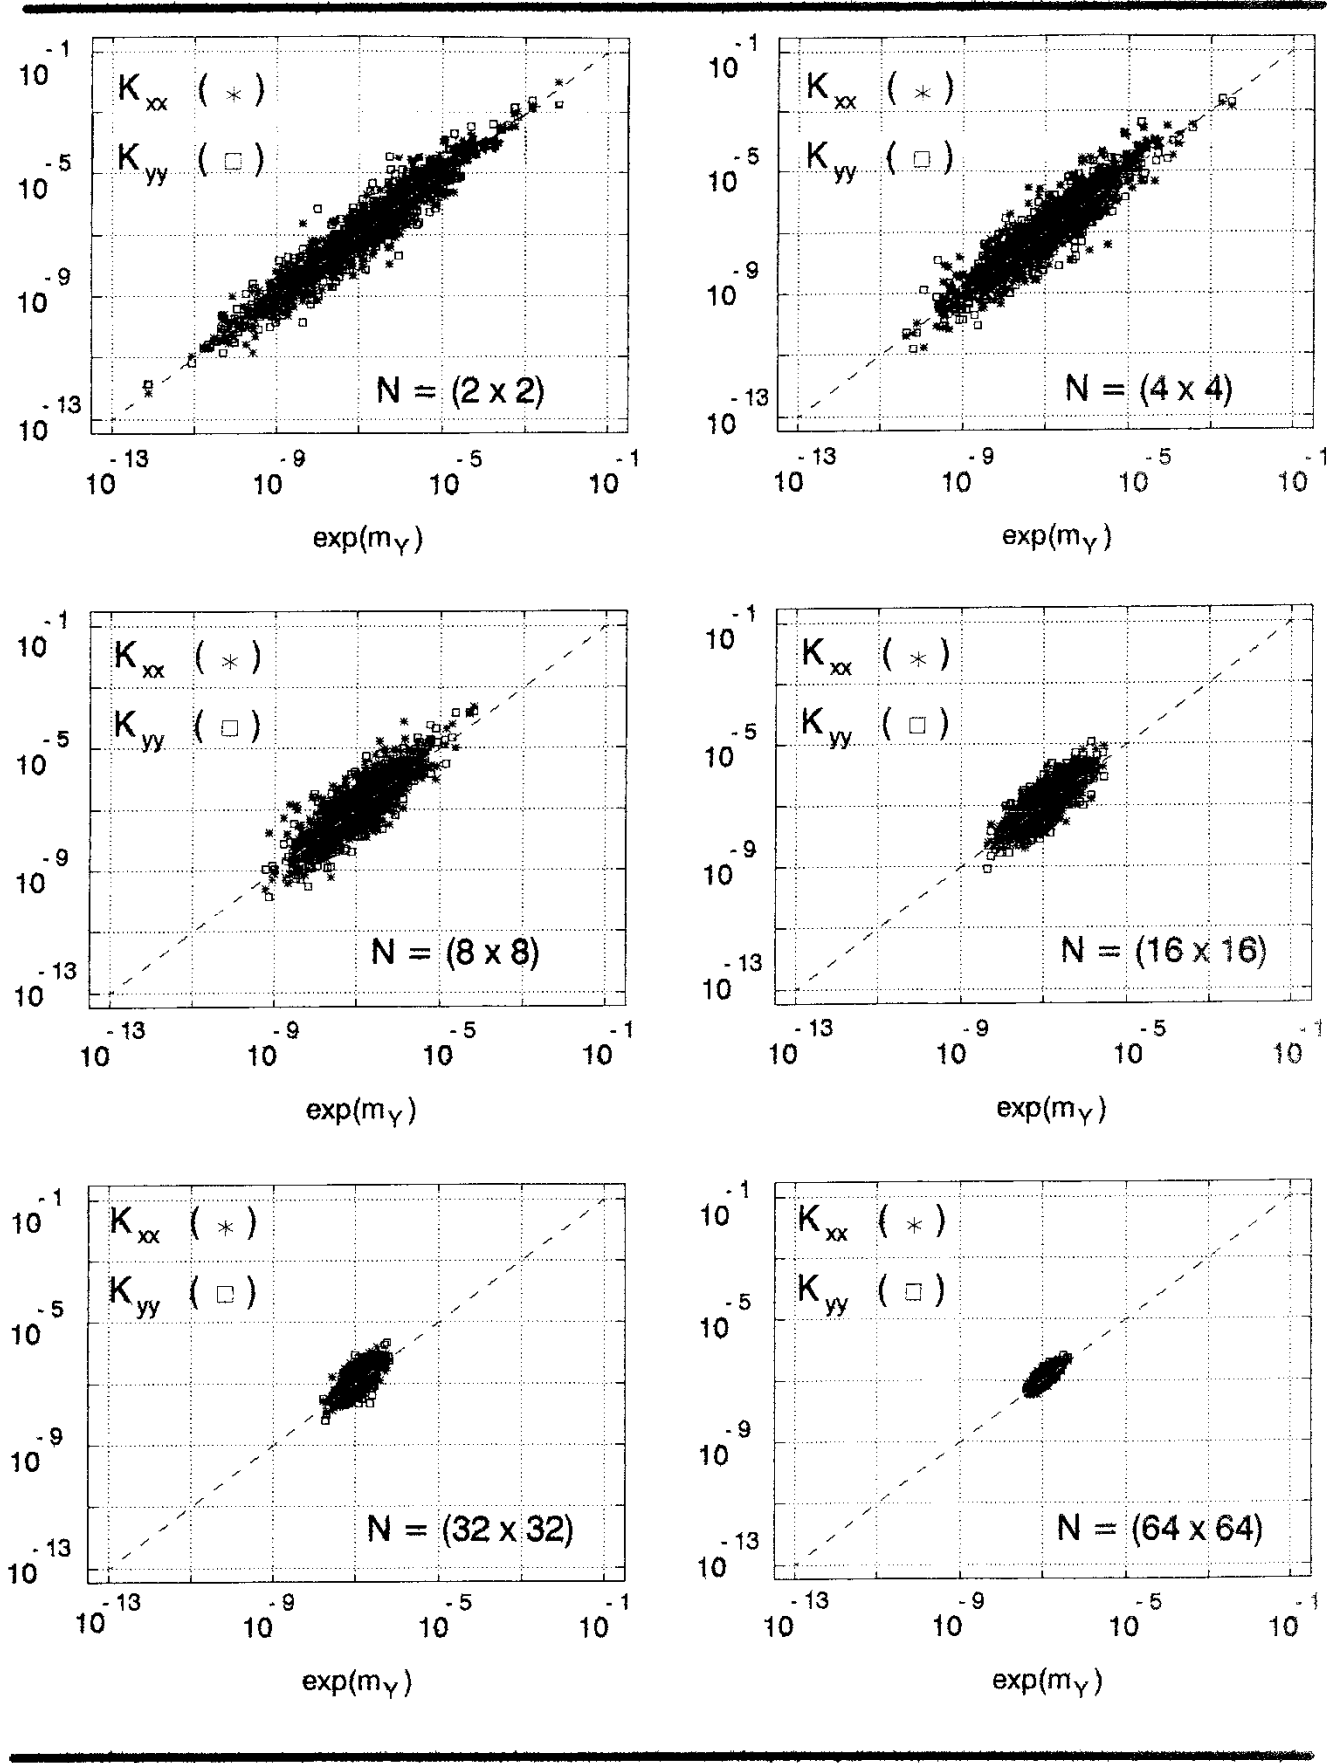 10^-1
K_xx ( * )
K_yy ( □ )
10^-5
10^-9
N = (2 x 2)
10^-13
10^-13 10^-9 10^-5 10^-1
exp(m_Y)
10^-1
K_xx ( * )
K_yy ( □ )
10^-5
10^-9
N = (4 x 4)
10^-13
10^-13 10^-9 10^-5 10^-1
exp(m_Y)
10^-1
K_xx ( * )
K_yy ( □ )
10^-5
10^-9
N = (8 x 8)
10^-13
10^-13 10^-9 10^-5 10^-1
exp(m_Y)
10^-1
K_xx ( * )
K_yy ( □ )
10^-5
10^-9
N = (16 x 16)
10^-13
10^-13 10^-9 10^-5 10^-1
exp(m_Y)
10^-1
K_xx ( * )
K_yy ( □ )
10^-5
10^-9
N = (32 x 32)
10^-13
10^-13 10^-9 10^-5 10^-1
exp(m_Y)
10^-1
K_xx ( * )
K_yy ( □ )
10^-5
10^-9
N = (64 x 64)
10^-13
10^-13 10^-9 10^-5 10^-1
exp(m_Y)